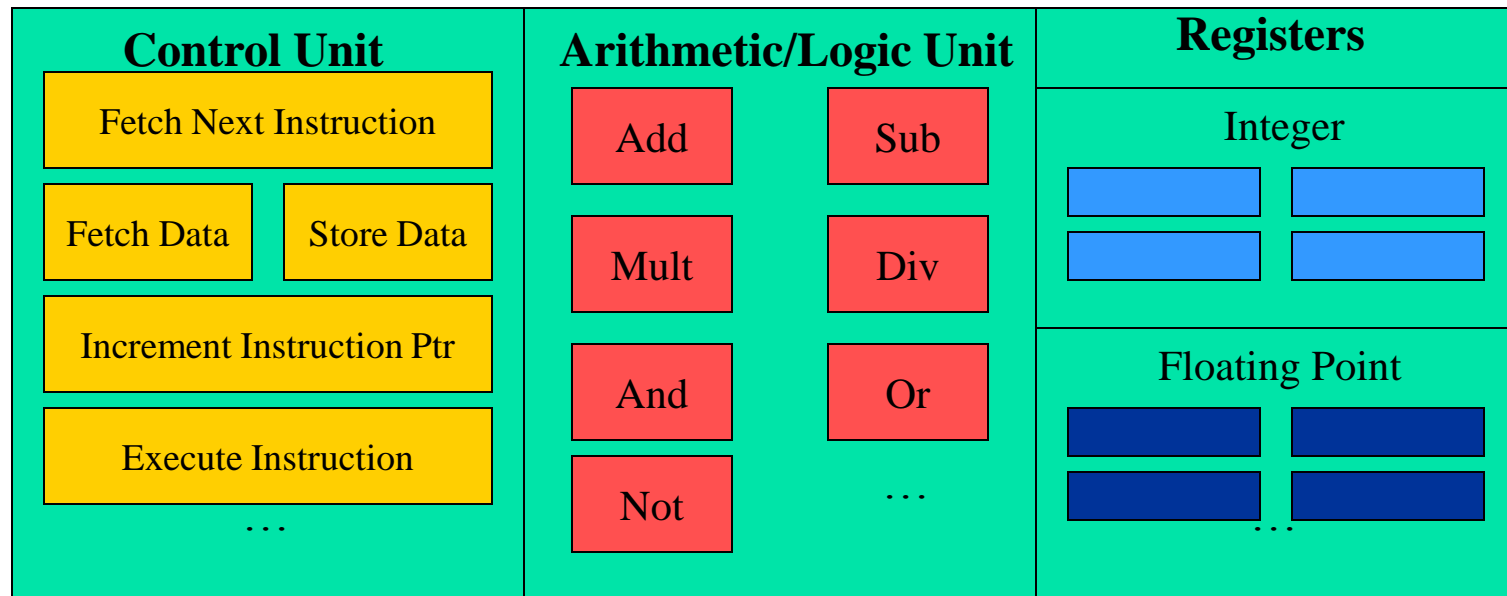 Control Unit
Fetch Next Instruction
Fetch Data
Store Data
Increment Instruction Ptr
Execute Instruction
…
Arithmetic/Logic Unit
Add
Sub
Mult
Div
And
Or
Not
…
Registers
Integer
Floating Point
…